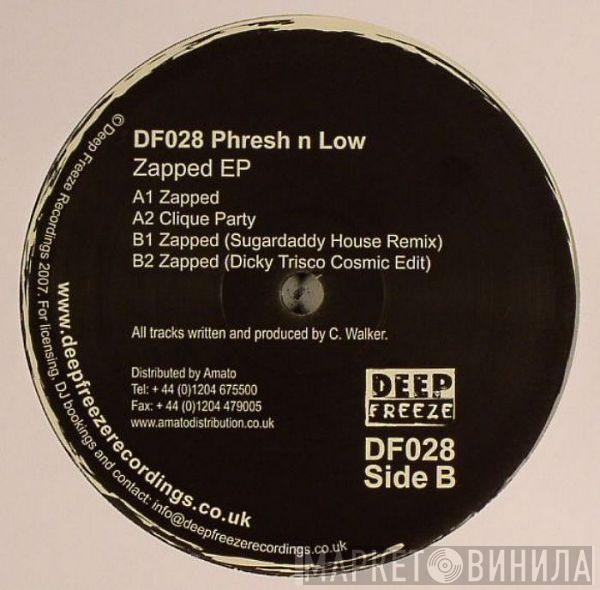 DF028 Phresh n Low
Zapped EP
A1 Zapped
A2 Clique Party
B1 Zapped (Sugardaddy House Remix)
B2 Zapped (Dicky Trisco Cosmic Edit)
All tracks written and produced by C. Walker.
Distributed by Amato
Tel: + 44 (0)1204 675500
Fax: + 44 (0)1204 479005
www.amatodistribution.co.uk
DEEP
FREEZE
DF028
Side B
www.deepfreezerecordings.co.uk
© Deep Freeze Recordings 2007. For licensing, DJ bookings and contact: info@deepfreezerecordings.co.uk
МАРКЕТ ВИНИЛА